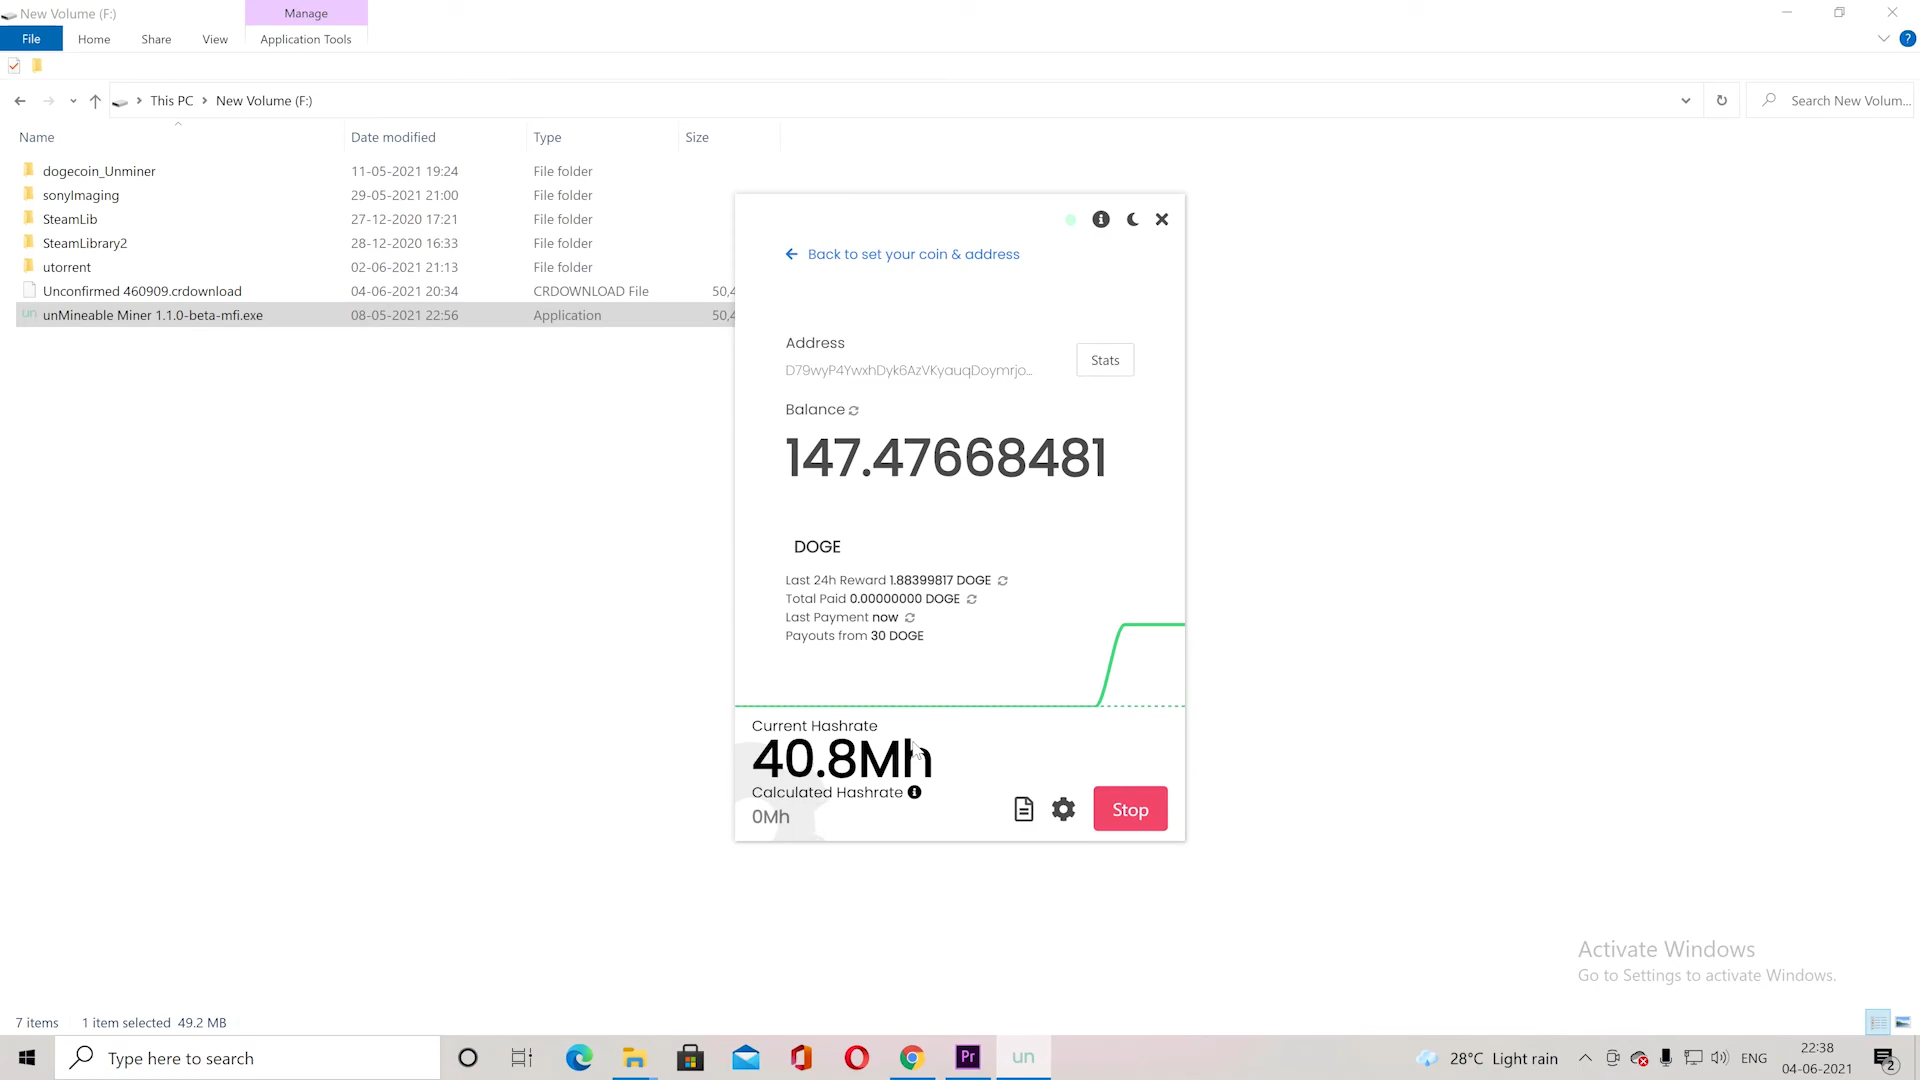 New Volume (F:)
Manage
File
Home
Share
View
Application Tools
This PC
New Volume (F:)
Search New Volum...
Name
Date modified
Type
Size
dogecoin_Unminer 11-05-2021 19:24 File folder
sonyImaging 29-05-2021 21:00 File folder
SteamLib 27-12-2020 17:21 File folder
SteamLibrary2 28-12-2020 16:33 File folder
utorrent 02-06-2021 21:13 File folder
Unconfirmed 460909.crdownload 04-06-2021 20:34 CRDOWNLOAD File 50,4
un unMineable Miner 1.1.0-beta-mfi.exe 08-05-2021 22:56 Application 50,4
Back to set your coin & address
Address
D79wyP4YwxhDyk6AzVKyauqDoymrjo...
Stats
Balance
147.47668481
DOGE
Last 24h Reward 1.88399817 DOGE
Total Paid 0.00000000 DOGE
Last Payment now
Payouts from 30 DOGE
Current Hashrate
40.8Mh
Calculated Hashrate
0Mh
Stop
Activate Windows
Go to Settings to activate Windows.
7 items 1 item selected 49.2 MB
Type here to search
Pr
un
28°C Light rain
ENG
22:38
04-06-2021
2